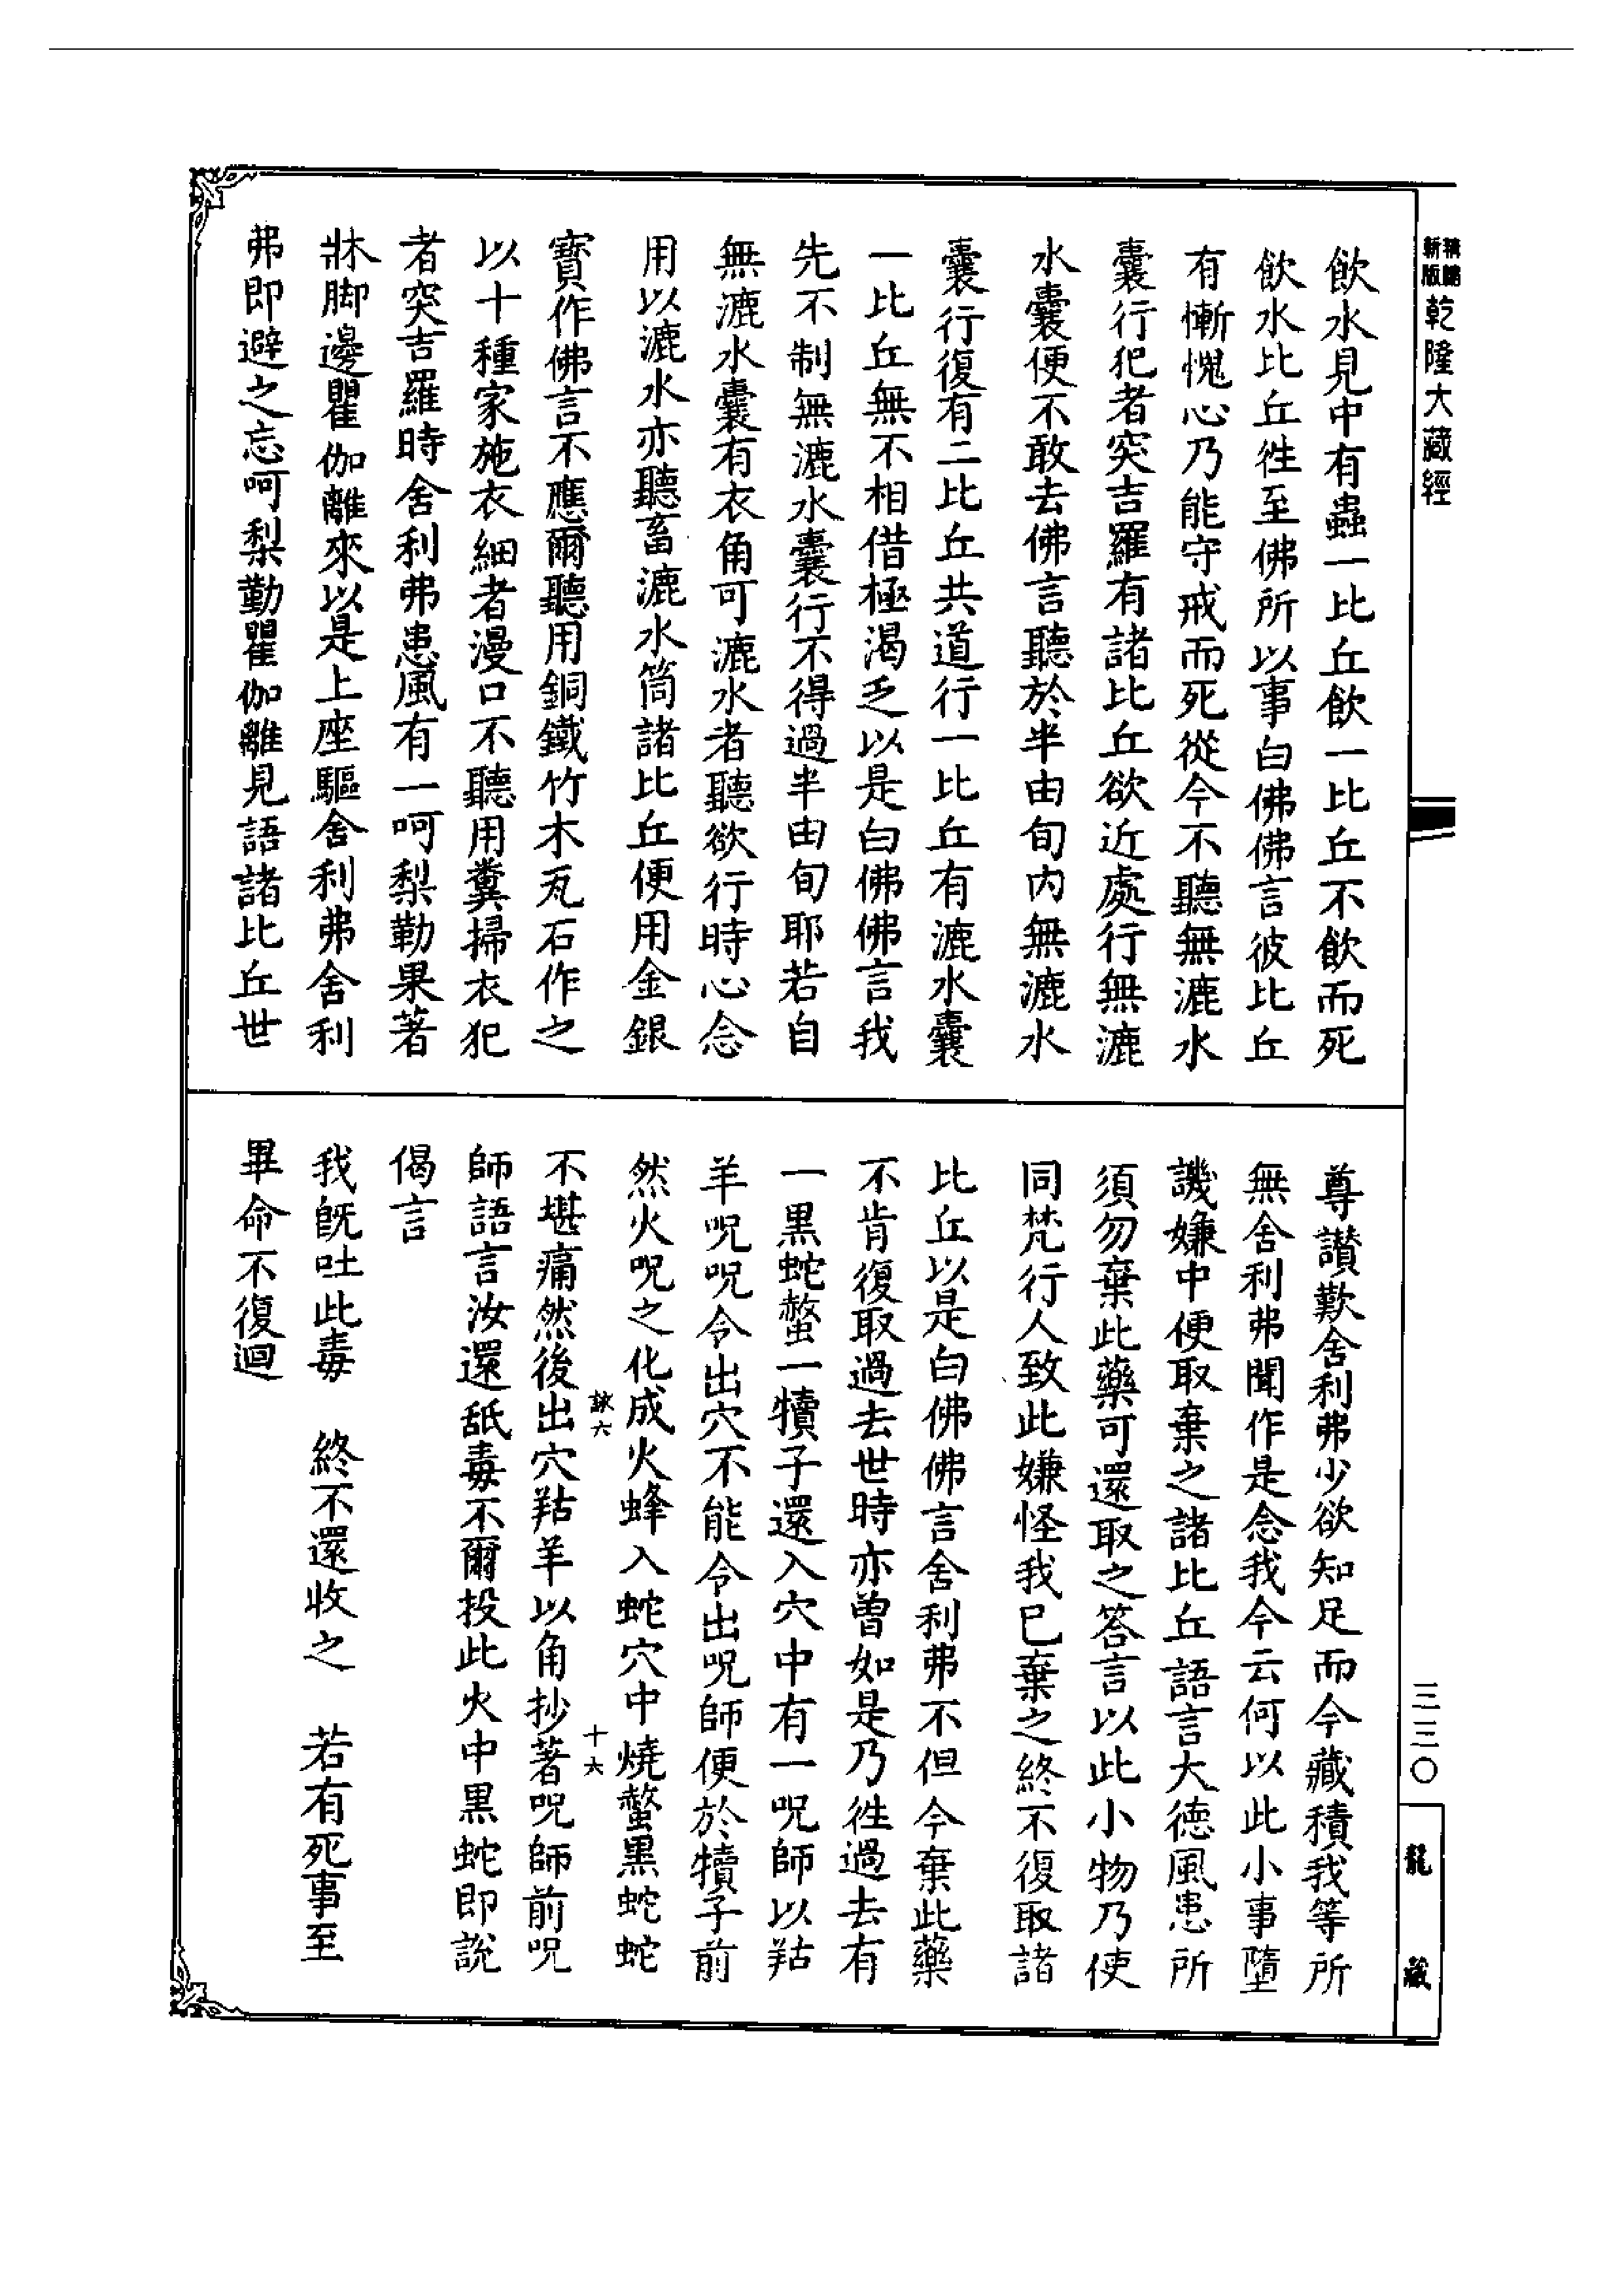 精編
新版
乾隆大藏經
飲水見中有蟲一比丘飲一比丘不飲而死
飲水比丘徃至佛所以事白佛佛言彼比丘
有慚愧心乃能守戒而死從今不聽無漉水
囊行犯者突吉羅有諸比丘欲近處行無漉
水囊便不敢去佛言聽於半由旬內無漉水
囊行復有二比丘共道行一比丘有漉水囊
一比丘無不相借極渴乏以是白佛佛言我
先不制無漉水囊行不得過半由旬耶若自
無漉水囊有衣角可漉水者聽欲行時心念
用以漉水亦聽畜漉水筒諸比丘便用金銀
寶作佛言不應爾聽用銅鐵竹木瓦石作之
以十種家施衣細者漫口不聽用糞掃衣犯
者突吉羅時舍利弗患風有一呵梨勒果著
牀脚邊瞿伽離來以是上座驅舍利弗舍利
弗即避之忘呵梨勤瞿伽離見語諸比丘世
尊讃歎舍利弗少欲知足而今藏積我等所
無舍利弗聞作是念我今云何以此小事墮
譏嫌中便取棄之諸比丘語言大德風患所
須勿棄此藥可還取之答言以此小物乃使
同梵行人致此嫌怪我已棄之終不復取諸
比丘以是白佛佛言舍利弗不但今棄此藥
不肯復取過去世時亦曾如是乃徃過去有
一黑蛇螫一犢子還入穴中有一呪師以羖
羊呪呪令出穴不能令出呪師便於犢子前
然火呪之化成火蜂入蛇穴中燒螫黑蛇蛇
不堪痛然後出穴羖羊以角抄著呪師前呪
師語言汝還舐毒不爾投此火中黑蛇即說
偈言
我旣吐此毒　終不還收之　若有死事至
畢命不復迴
十六
三三〇
龍藏